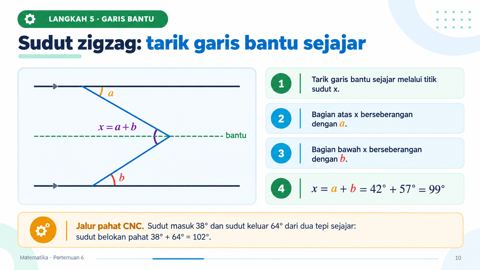 LANGKAH 5 · GARIS BANTU
Sudut zigzag: tarik garis bantu sejajar
a
x = a + b
bantu
b
1
Tarik garis bantu sejajar melalui titik
sudut x.
2
Bagian atas x berseberangan
dengan a.
3
Bagian bawah x berseberangan
dengan b.
4
x = a + b = 42° + 57° = 99°
Jalur pahat CNC. Sudut masuk 38° dan sudut keluar 64° dari dua tepi sejajar:
sudut belokan pahat 38° + 64° = 102°.
Matematika - Pertemuan 6
10